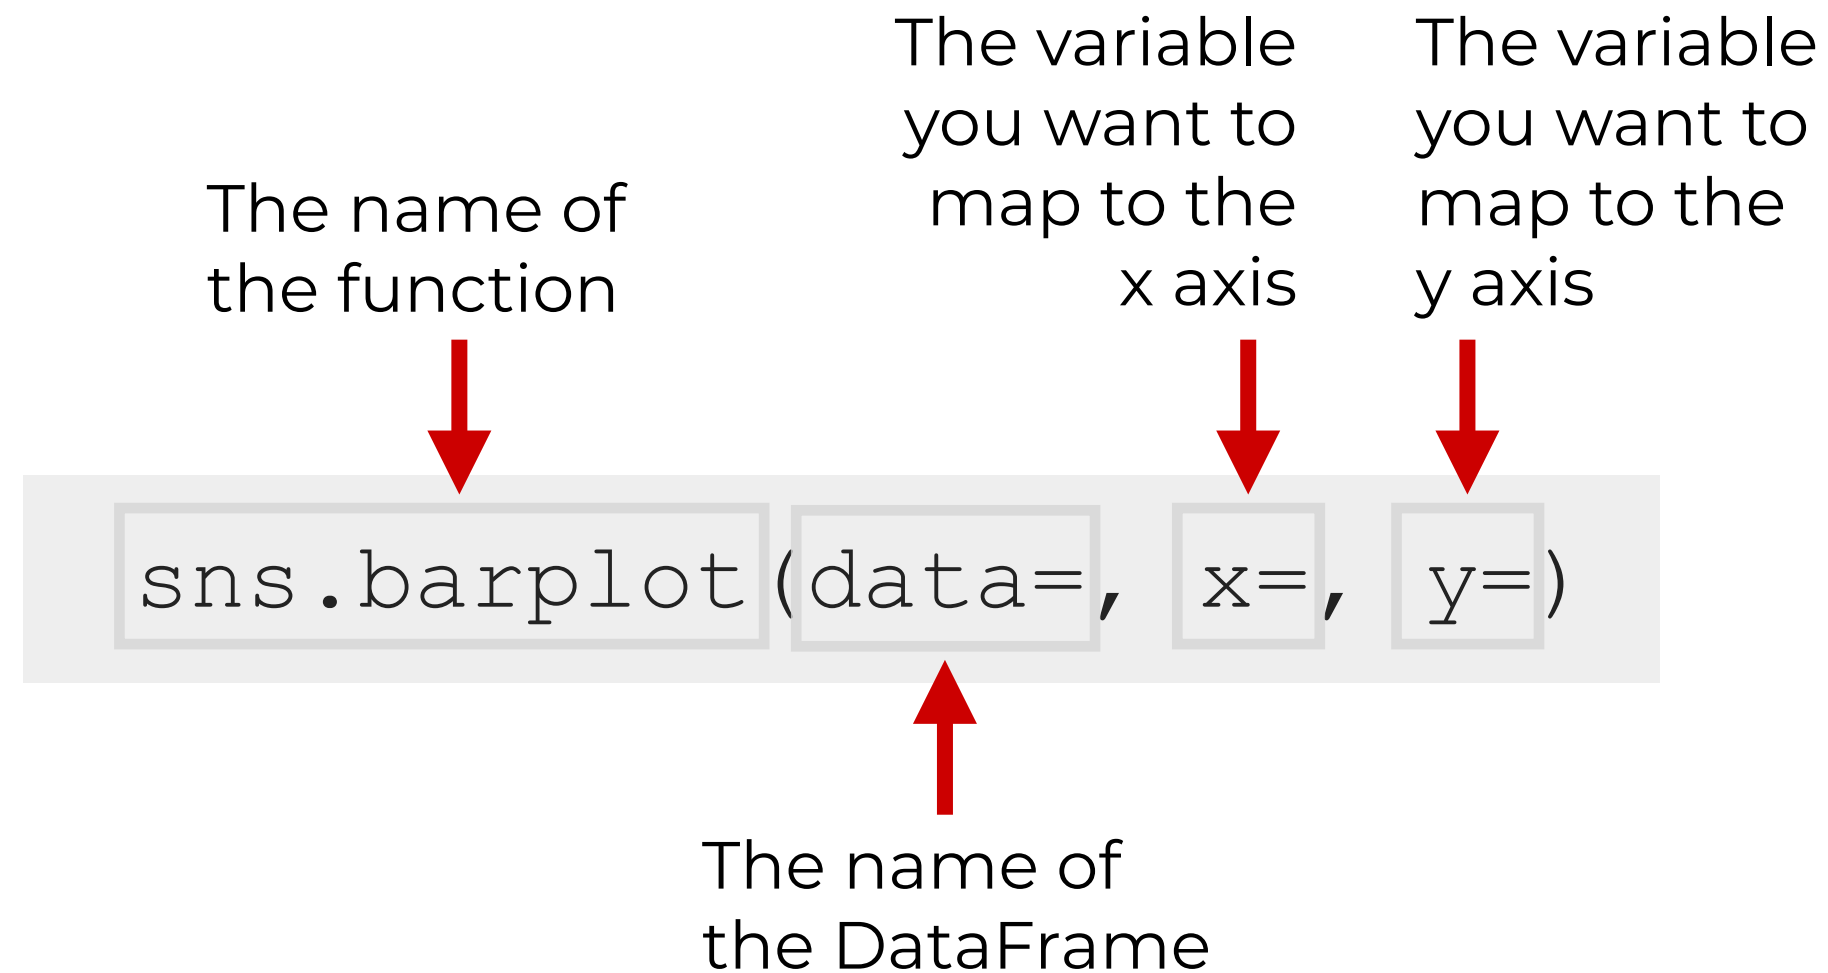 The name of
the function
The variable
you want to
map to the
x axis
The variable
you want to
map to the
y axis
sns.barplot(data=, x=, y=)
The name of
the DataFrame